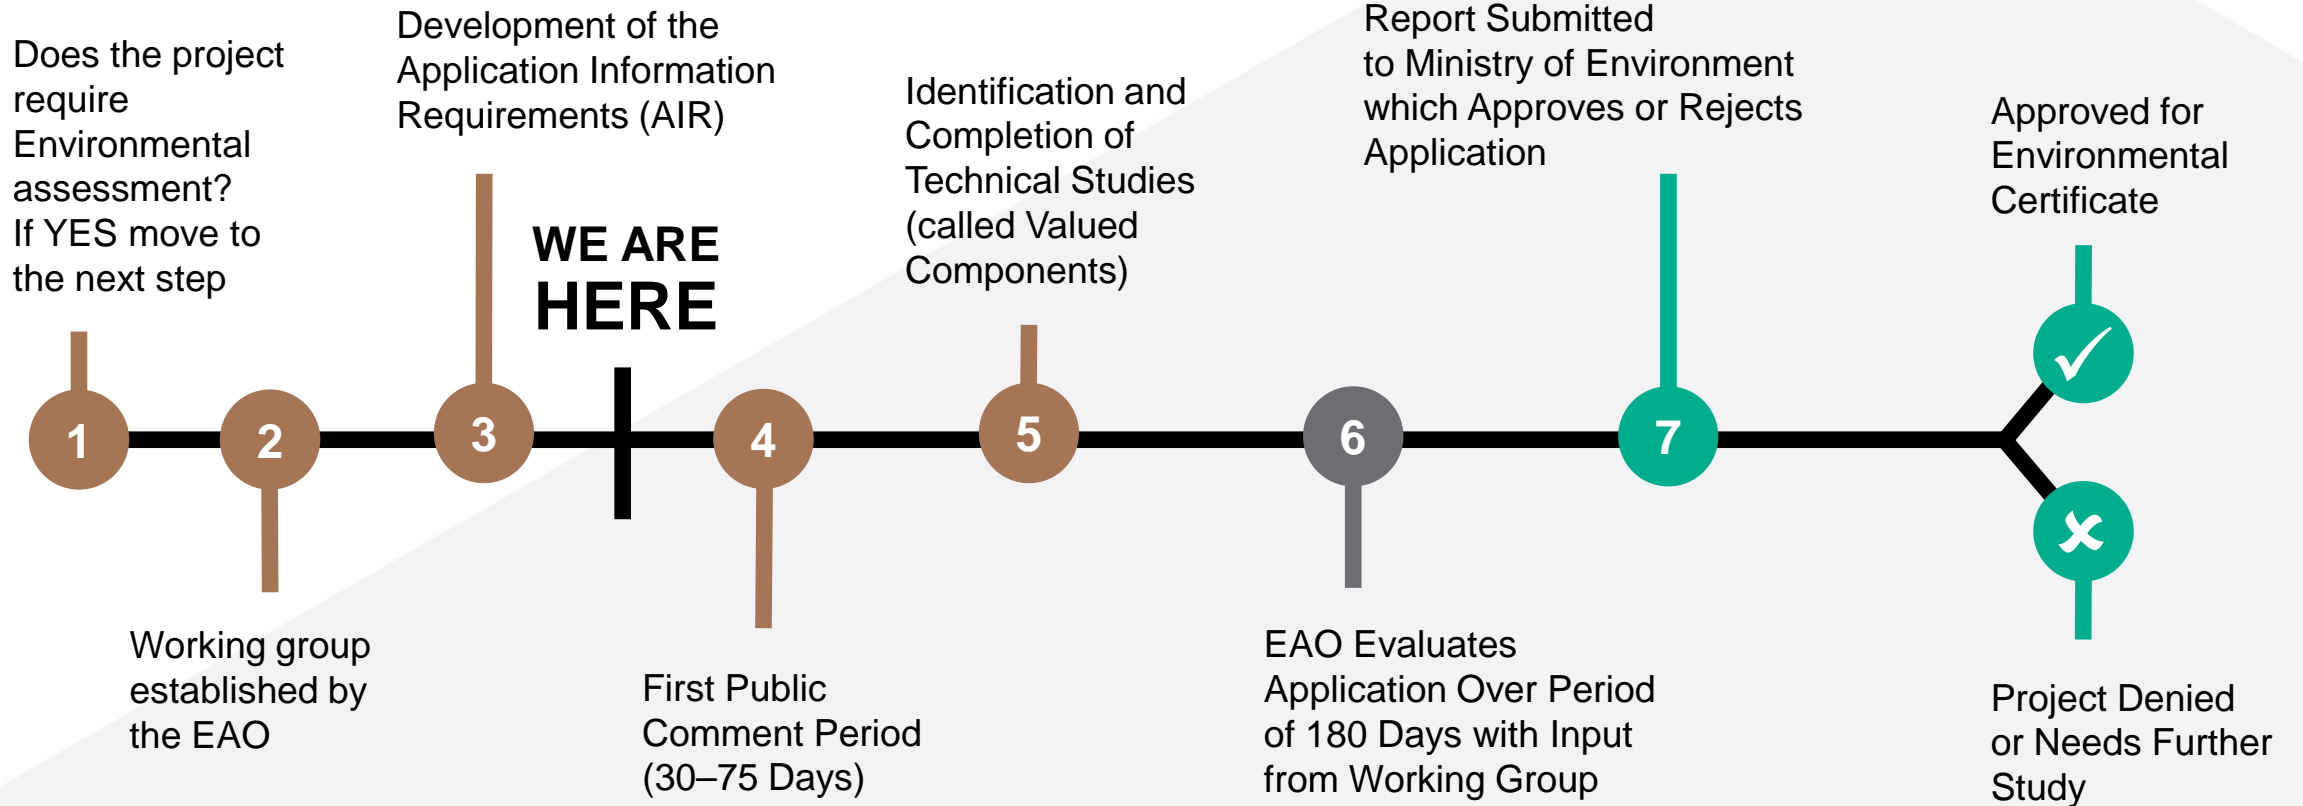 Does the project
require
Environmental
assessment?
If YES move to
the next step
Development of the
Application Information
Requirements (AIR)
WE ARE
HERE
Identification and
Completion of
Technical Studies
(called Valued
Components)
Report Submitted
to Ministry of Environment
which Approves or Rejects
Application
Approved for
Environmental
Certificate
1
2
3
4
5
6
7
Working group
established by
the EAO
First Public
Comment Period
(30–75 Days)
EAO Evaluates
Application Over Period
of 180 Days with Input
from Working Group
Project Denied
or Needs Further
Study